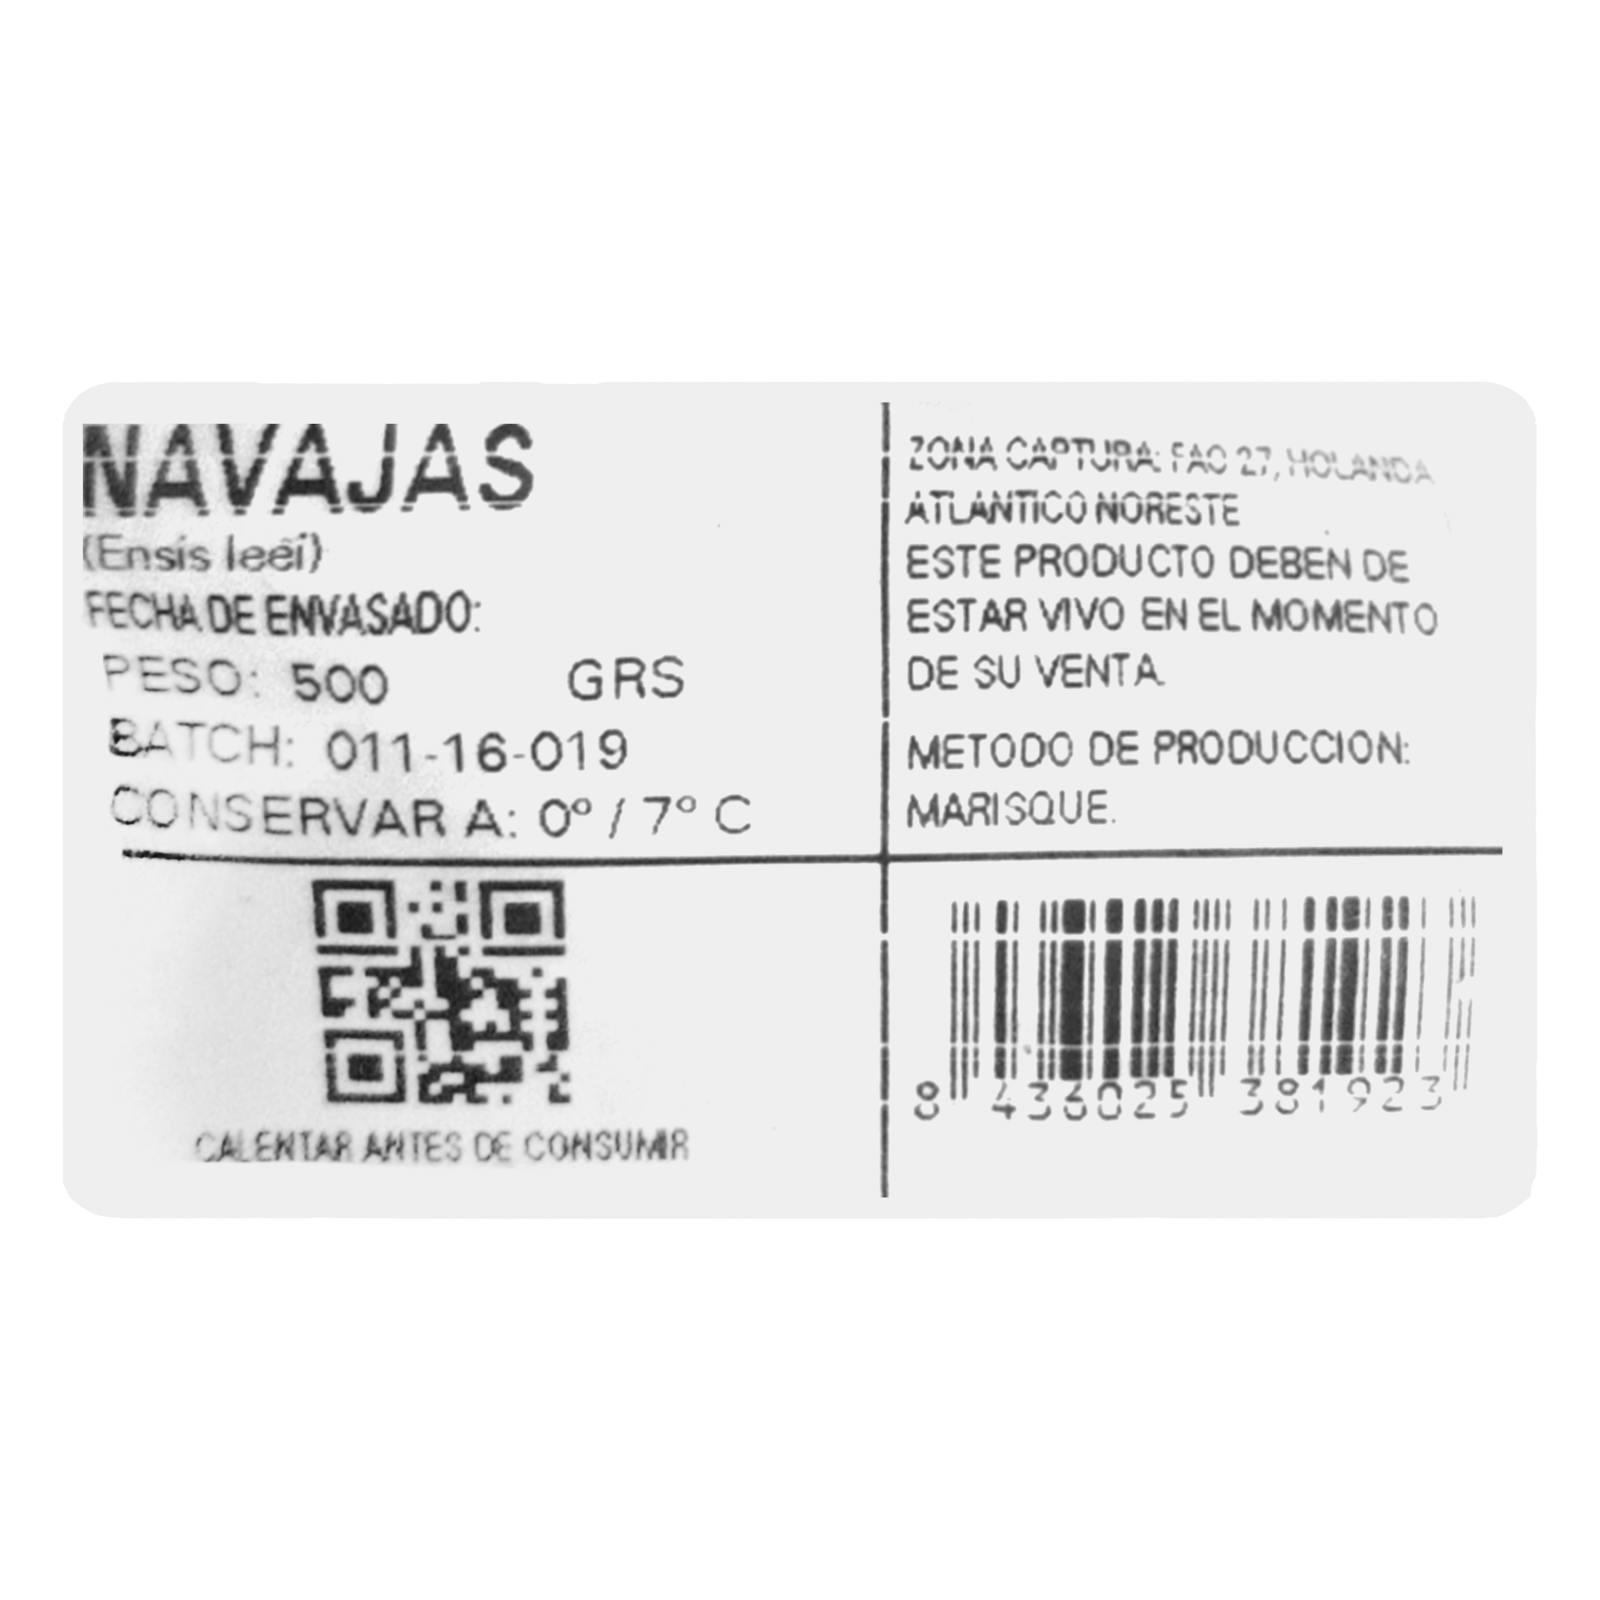 NAVAJAS
(Ensis leei)
FECHA DE ENVASADO:
PESO: 500 GRS
BATCH: 011-16-019
CONSERVAR A: 0º / 7º C
CALENTAR ANTES DE CONSUMIR
ZONA CAPTURA: FAO 27, HOLANDA
ATLANTICO NORESTE
ESTE PRODUCTO DEBEN DE
ESTAR VIVO EN EL MOMENTO
DE SU VENTA.
METODO DE PRODUCCION:
MARISQUE.
8 436025 381923